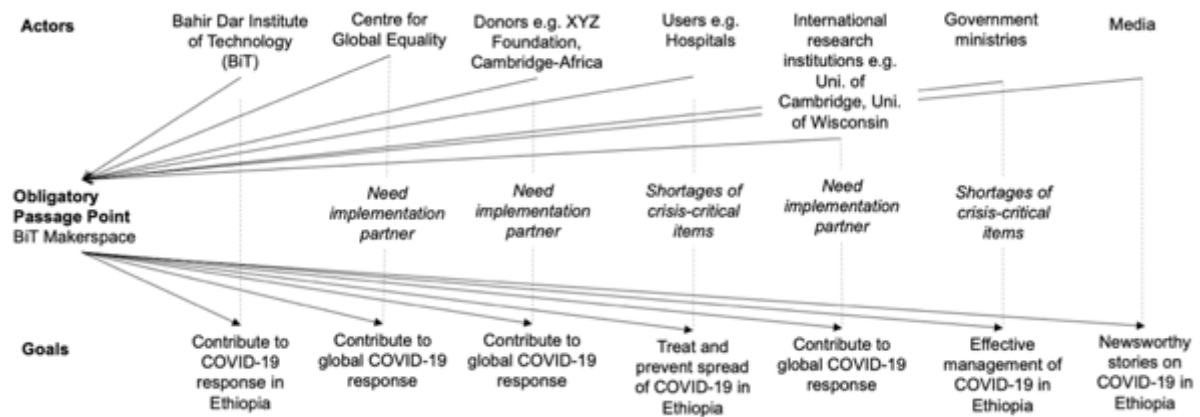 Actors
Bahir Dar Institute
of Technology
(BiT)
Centre for
Global Equality
Donors e.g. XYZ
Foundation,
Cambridge-Africa
Users e.g.
Hospitals
International
research
institutions e.g.
Uni. of
Cambridge, Uni.
of Wisconsin
Government
ministries
Media
Obligatory
Passage Point
BiT Makerspace
Need
implementation
partner
Need
implementation
partner
Shortages of
crisis-critical
items
Need
implementation
partner
Shortages of
crisis-critical
items
Goals
Contribute to
COVID-19
response in
Ethiopia
Contribute to
global COVID-19
response
Contribute to
global COVID-19
response
Treat and
prevent spread
of COVID-19 in
Ethiopia
Contribute to
global COVID-19
response
Effective
management of
COVID-19 in
Ethiopia
Newsworthy
stories on
COVID-19 in
Ethiopia